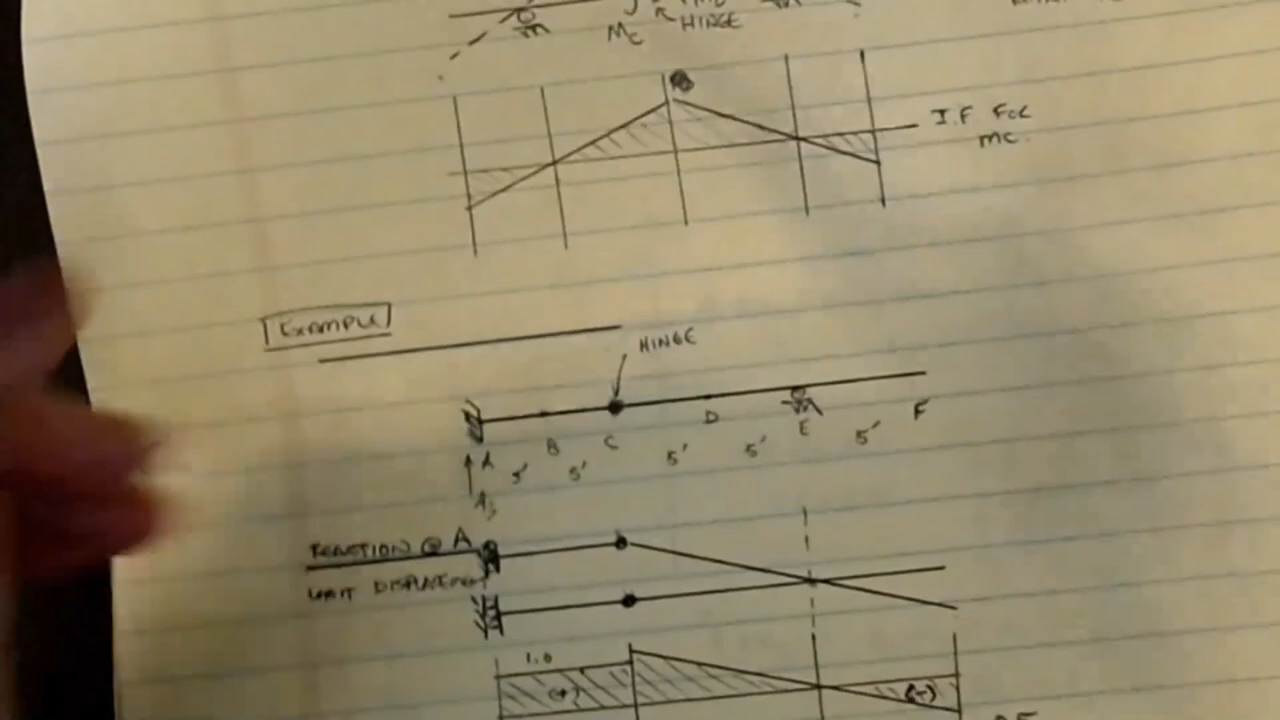 MC HINGE
I.F FOR
MC.
EXAMPLE
HINGE
A B C D E F
5' 5' 5' 5' 5'
Ay
REACTION @ A
UNIT DISPLACEMENT
1.0
(+) (-)